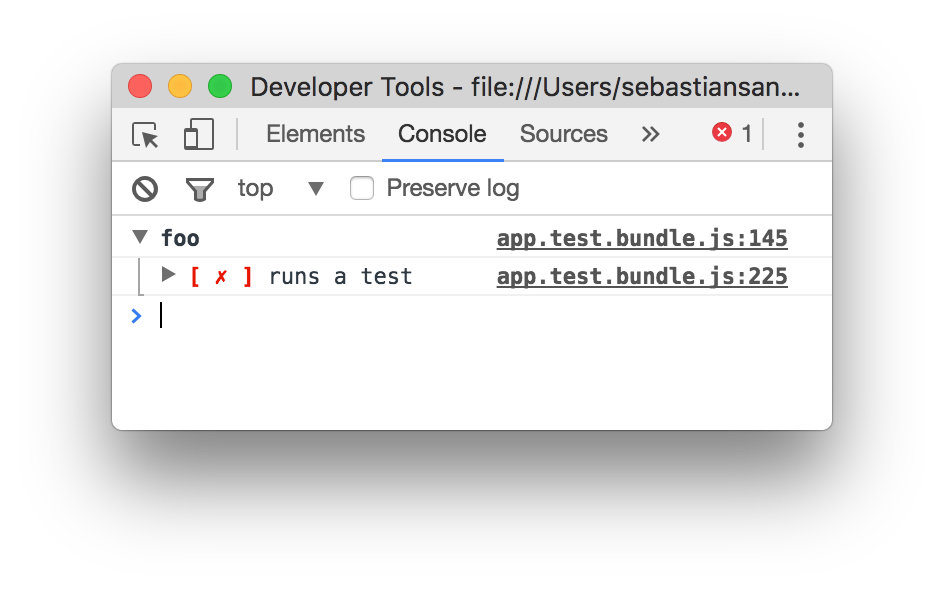 Developer Tools - file:///Users/sebastiansan...
Elements Console Sources » 1
top ▼ Preserve log
▼ foo app.test.bundle.js:145
▶ [ ✗ ] runs a test app.test.bundle.js:225
>